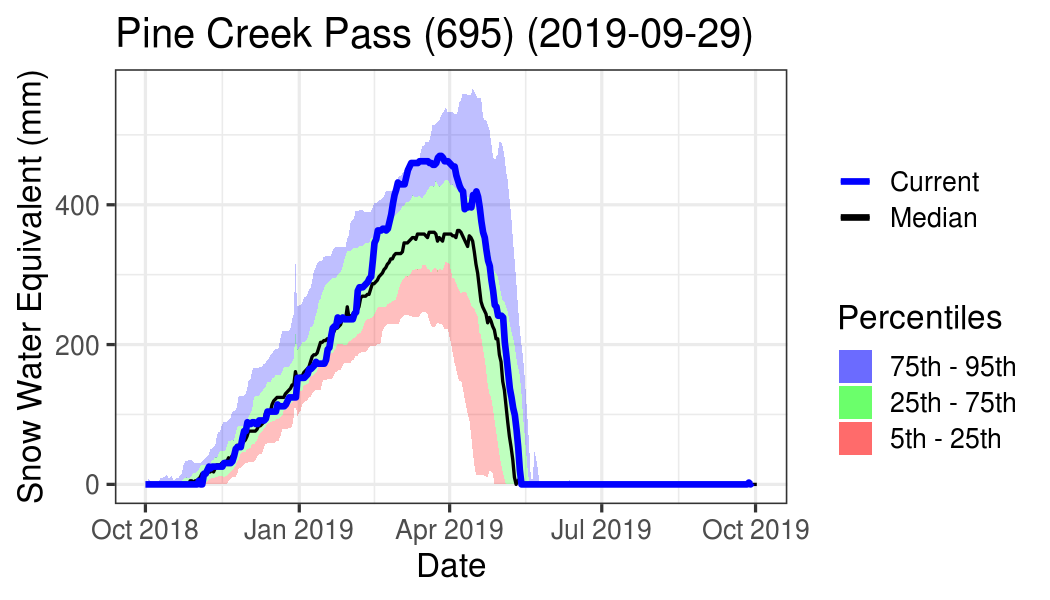 Pine Creek Pass (695) (2019-09-29)
Snow Water Equivalent (mm)
400
200
0
Oct 2018
Jan 2019
Apr 2019
Jul 2019
Oct 2019
Date
Current
Median
Percentiles
75th - 95th
25th - 75th
5th - 25th